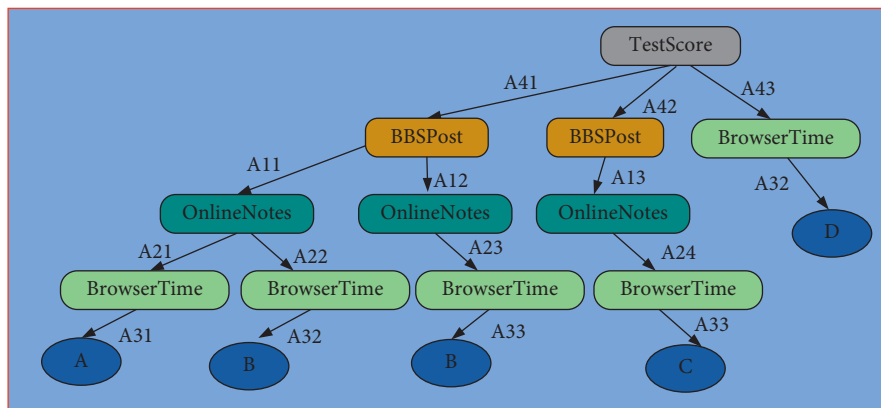 TestScore
A41
A42
A43
BBSPost
BBSPost
BrowserTime
A11
A12
A13
A32
OnlineNotes
OnlineNotes
OnlineNotes
D
A21
A22
A23
A24
BrowserTime
BrowserTime
BrowserTime
BrowserTime
A31
A32
A33
A33
A
B
B
C